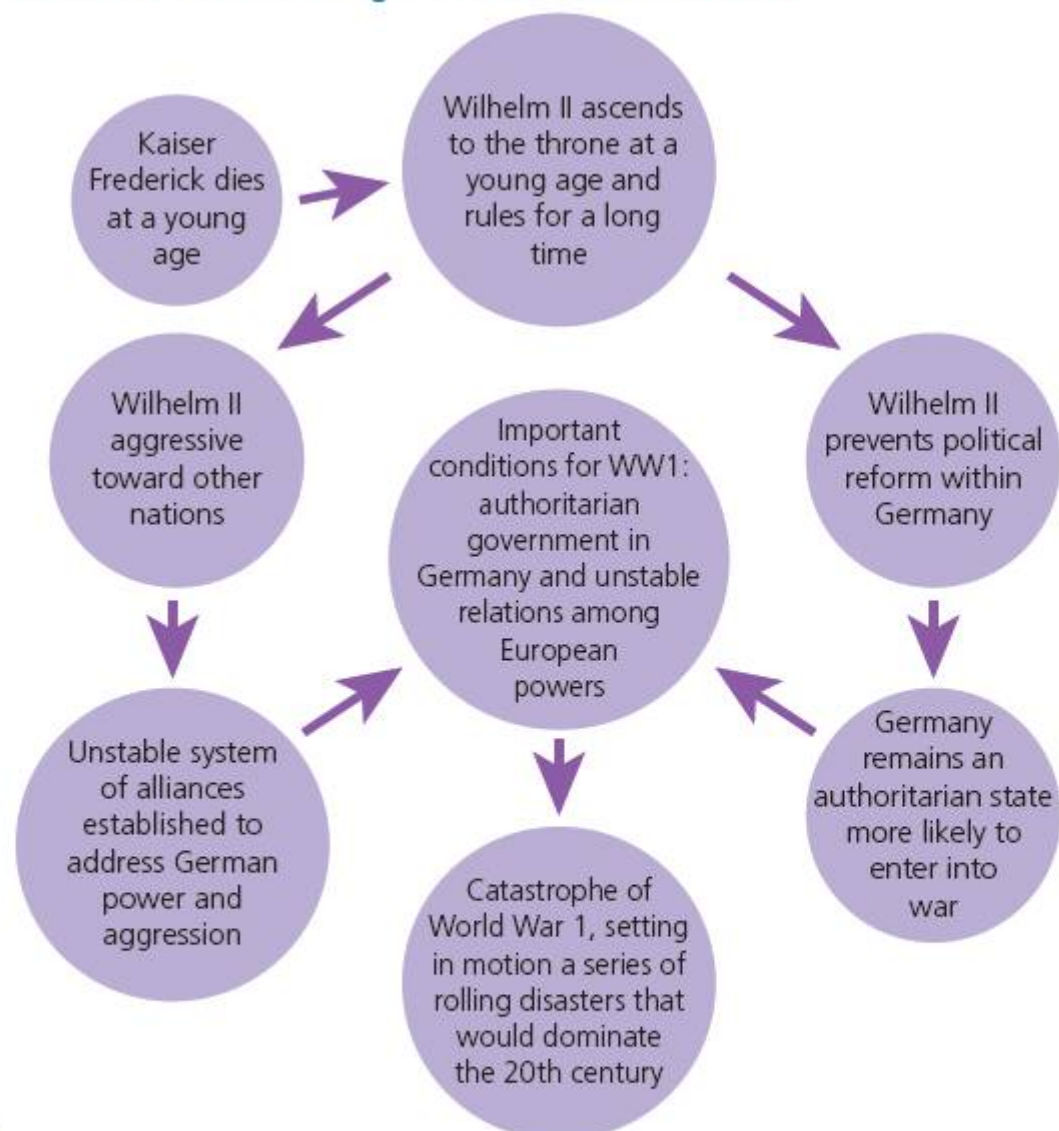 Kaiser
Frederick dies
at a young
age
Wilhelm II ascends
to the throne at a
young age and
rules for a long
time
Wilhelm II
aggressive
toward other
nations
Important
conditions for WW1:
authoritarian
government in
Germany and unstable
relations among
European
powers
Wilhelm II
prevents political
reform within
Germany
Unstable system
of alliances
established to
address German
power and
aggression
Catastrophe of
World War 1, setting
in motion a series of
rolling disasters that
would dominate
the 20th century
Germany
remains an
authoritarian state
more likely to
enter into
war